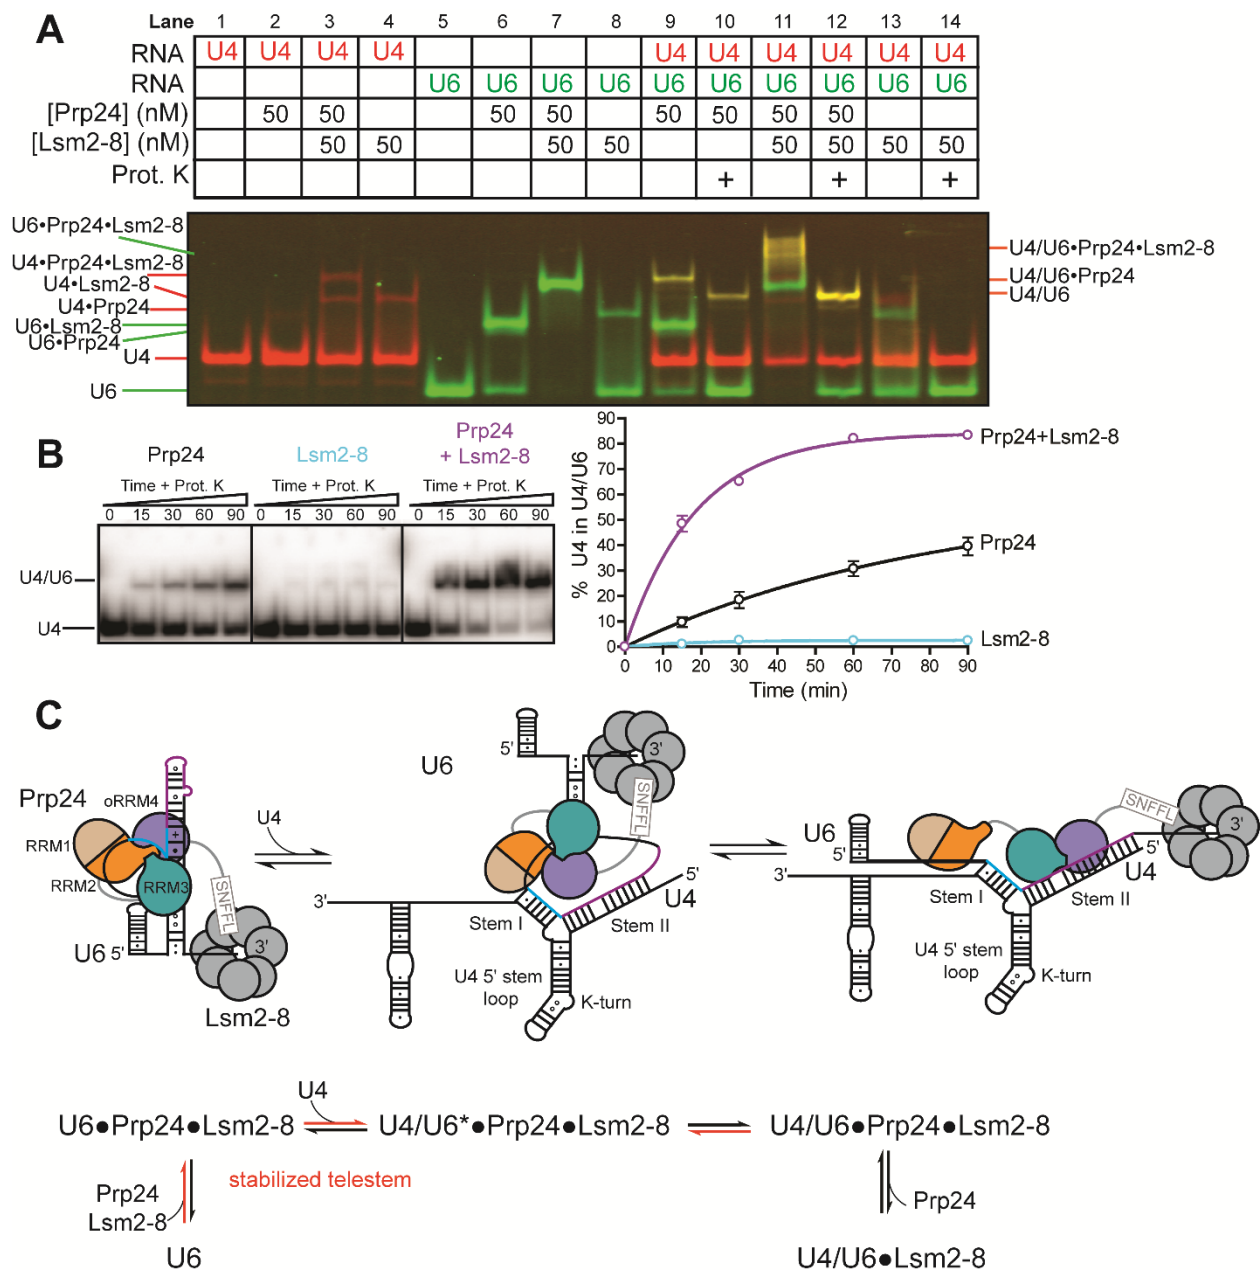 A
Lane 1 2 3 4 5 6 7 8 9 10 11 12 13 14
RNA U4 U4 U4 U4 U4 U4 U4 U4 U4 U4
RNA U6 U6 U6 U6 U6 U6 U6 U6 U6 U6
[Prp24] (nM) 50 50 50 50 50 50 50 50
[Lsm2-8] (nM) 50 50 50 50 50 50 50 50
Prot. K + + +
U6•Prp24•Lsm2-8
U4•Prp24•Lsm2-8
U4•Lsm2-8
U4•Prp24
U6•Lsm2-8
U6•Prp24
U4
U6
U4/U6•Prp24•Lsm2-8
U4/U6•Prp24
U4/U6
B
Prp24
Time + Prot. K
0 15 30 60 90
Lsm2-8
Time + Prot. K
0 15 30 60 90
Prp24
+ Lsm2-8
Time + Prot. K
0 15 30 60 90
U4/U6
U4
% U4 in U4/U6
90
80
70
60
50
40
30
20
10
0
0 10 20 30 40 50 60 70 80 90
Time (min)
Prp24+Lsm2-8
Prp24
Lsm2-8
C
Prp24
oRRM4
RRM1
RRM2
RRM3
+
SNFFL
U6 5'
3'
Lsm2-8
U4
U6
5'
3'
SNFFL
3'
5'
U4
Stem I
Stem II
U4 5' stem
loop
K-turn
U6
5'
3'
SNFFL
3'
5'
U4
Stem I
Stem II
U4 5' stem
loop
K-turn
U4
U6●Prp24●Lsm2-8
U4/U6*●Prp24●Lsm2-8
U4/U6●Prp24●Lsm2-8
stabilized telestem
Prp24
Lsm2-8
Prp24
U6
U4/U6●Lsm2-8